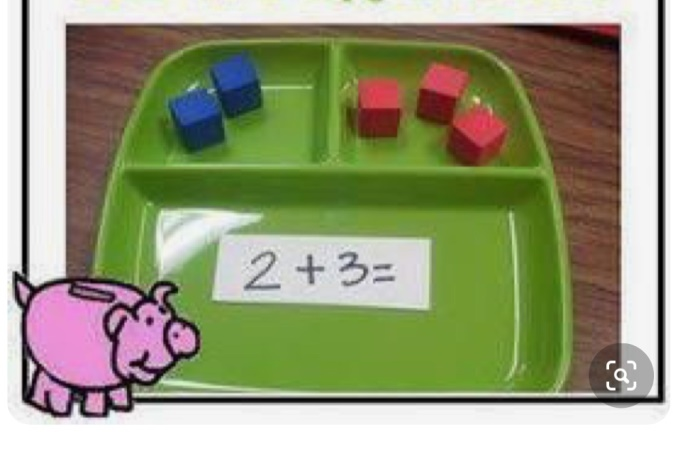 2 + 3 =